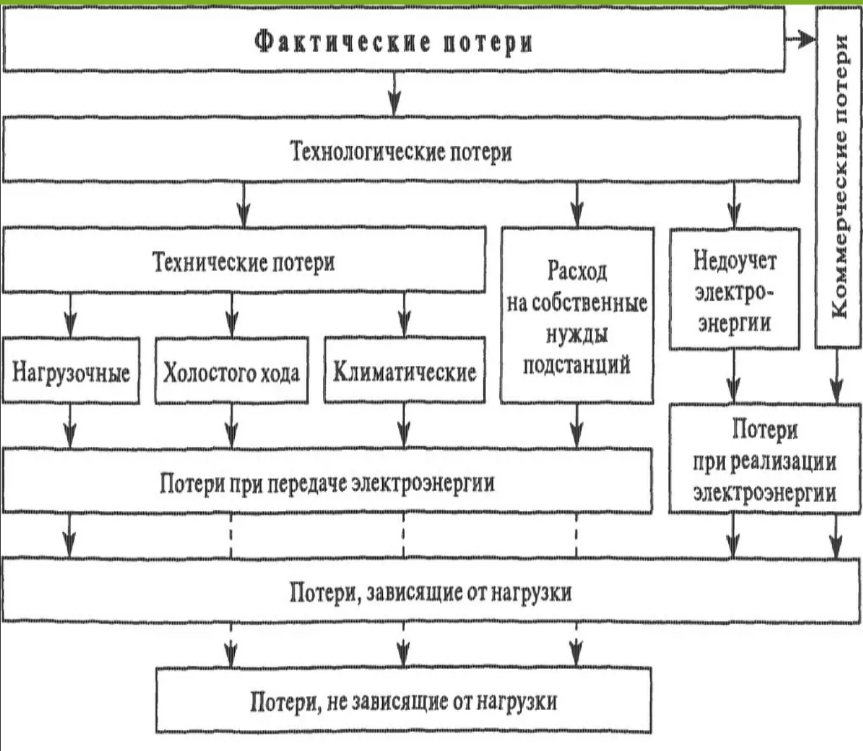 Фактические потери
Коммерческие потери
Технологические потери
Технические потери
Расход
на собственные
нужды
подстанций
Недоучет
электро-
энергии
Нагрузочные
Холостого хода
Климатические
Потери при передаче электроэнергии
Потери
при реализации
электроэнергии
Потери, зависящие от нагрузки
Потери, не зависящие от нагрузки